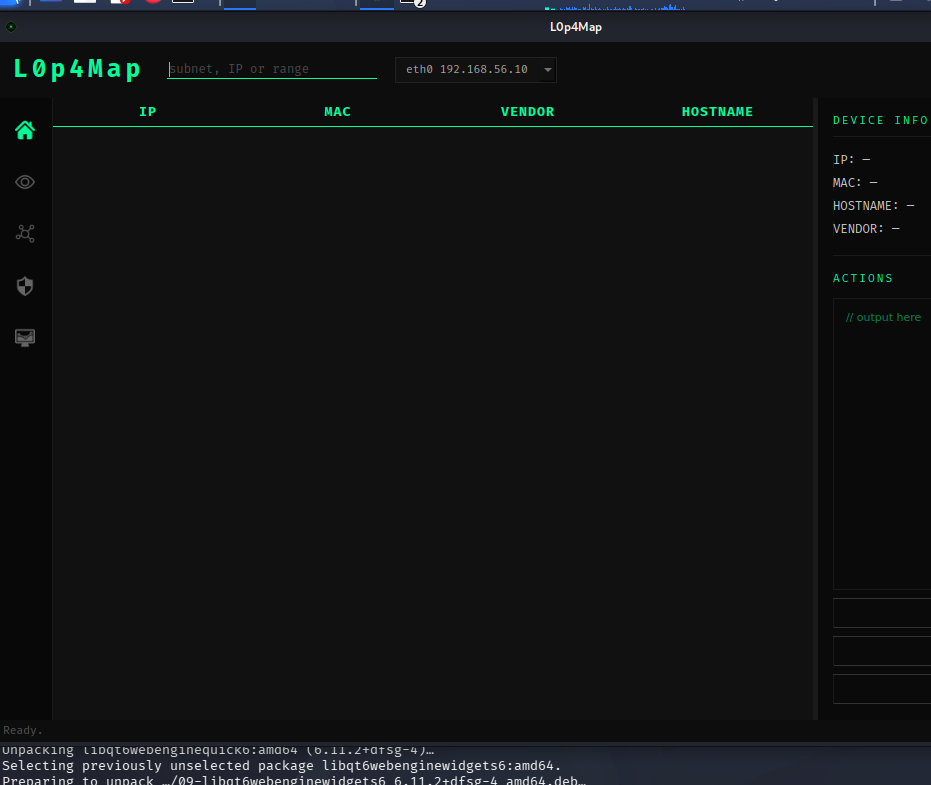 2
L0p4Map
L0p4Map
subnet, IP or range
eth0 192.168.56.10
IP MAC VENDOR HOSTNAME
DEVICE INFO
IP: —
MAC: —
HOSTNAME: —
VENDOR: —
ACTIONS
// output here
Ready.
Unpacking libqt6webenginequick6:amd64 (6.11.2+dfsg-4)…
Selecting previously unselected package libqt6webenginewidgets6:amd64.
Preparing to unpack …/09-libqt6webenginewidgets6_6.11.2+dfsg-4_amd64.deb…